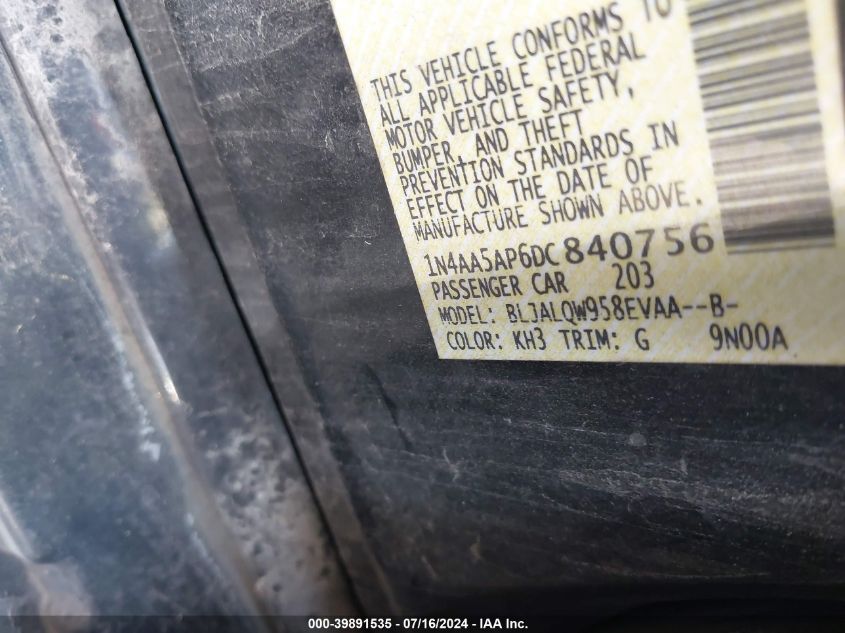 THIS VEHICLE CONFORMS TO
ALL APPLICABLE FEDERAL
MOTOR VEHICLE SAFETY,
BUMPER, AND THEFT
PREVENTION STANDARDS IN
EFFECT ON THE DATE OF
MANUFACTURE SHOWN ABOVE.
1N4AA5AP6DC840756
PASSENGER CAR 203
MODEL: BLJALQW958EVAA--B-
COLOR: KH3 TRIM: G 9N00A
000-39891535 / 07/16/2024 - IAA Inc.